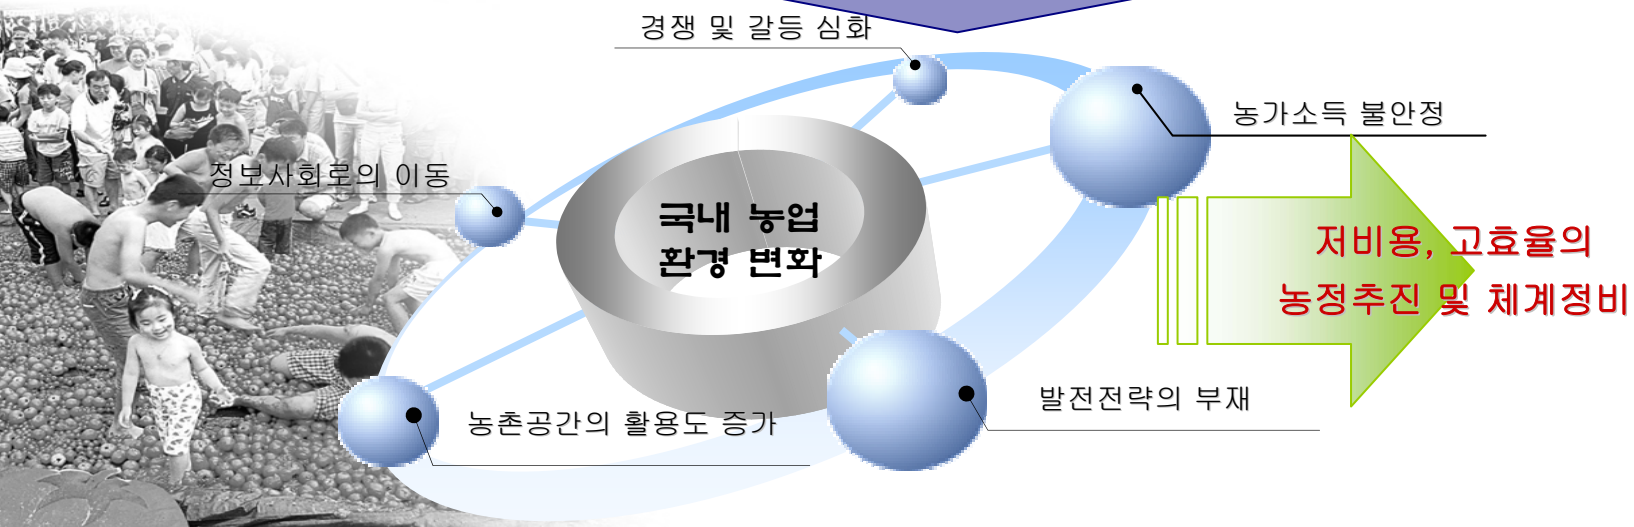 경쟁 및 갈등 심화
농가소득 불안정
정보사회로의 이동
국내 농업
환경 변화
저비용, 고효율의
농정추진 및 체계정비
발전전략의 부재
농촌공간의 활용도 증가